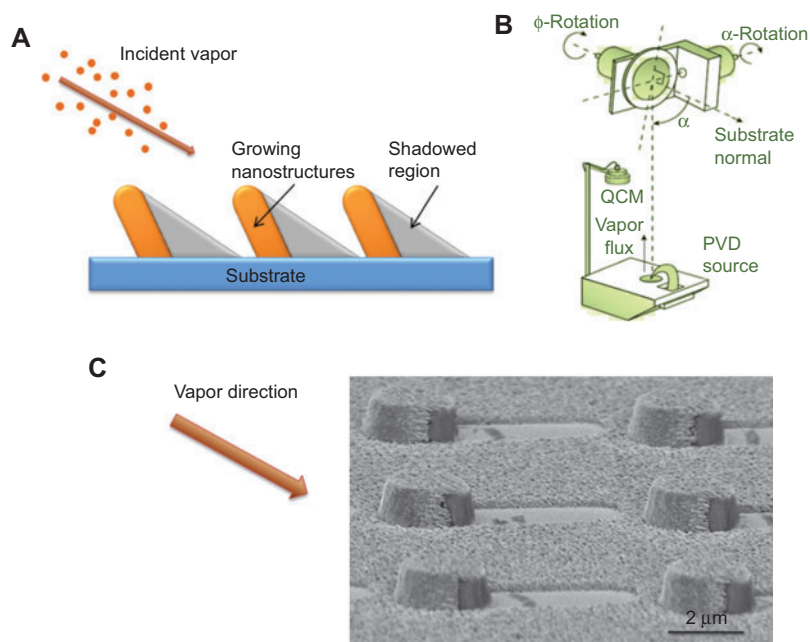 A
Incident vapor
Growing
nanostructures
Shadowed
region
Substrate
B
ϕ-Rotation
α-Rotation
α
Substrate
normal
QCM
Vapor
flux
PVD
source
C
Vapor direction
2 μm